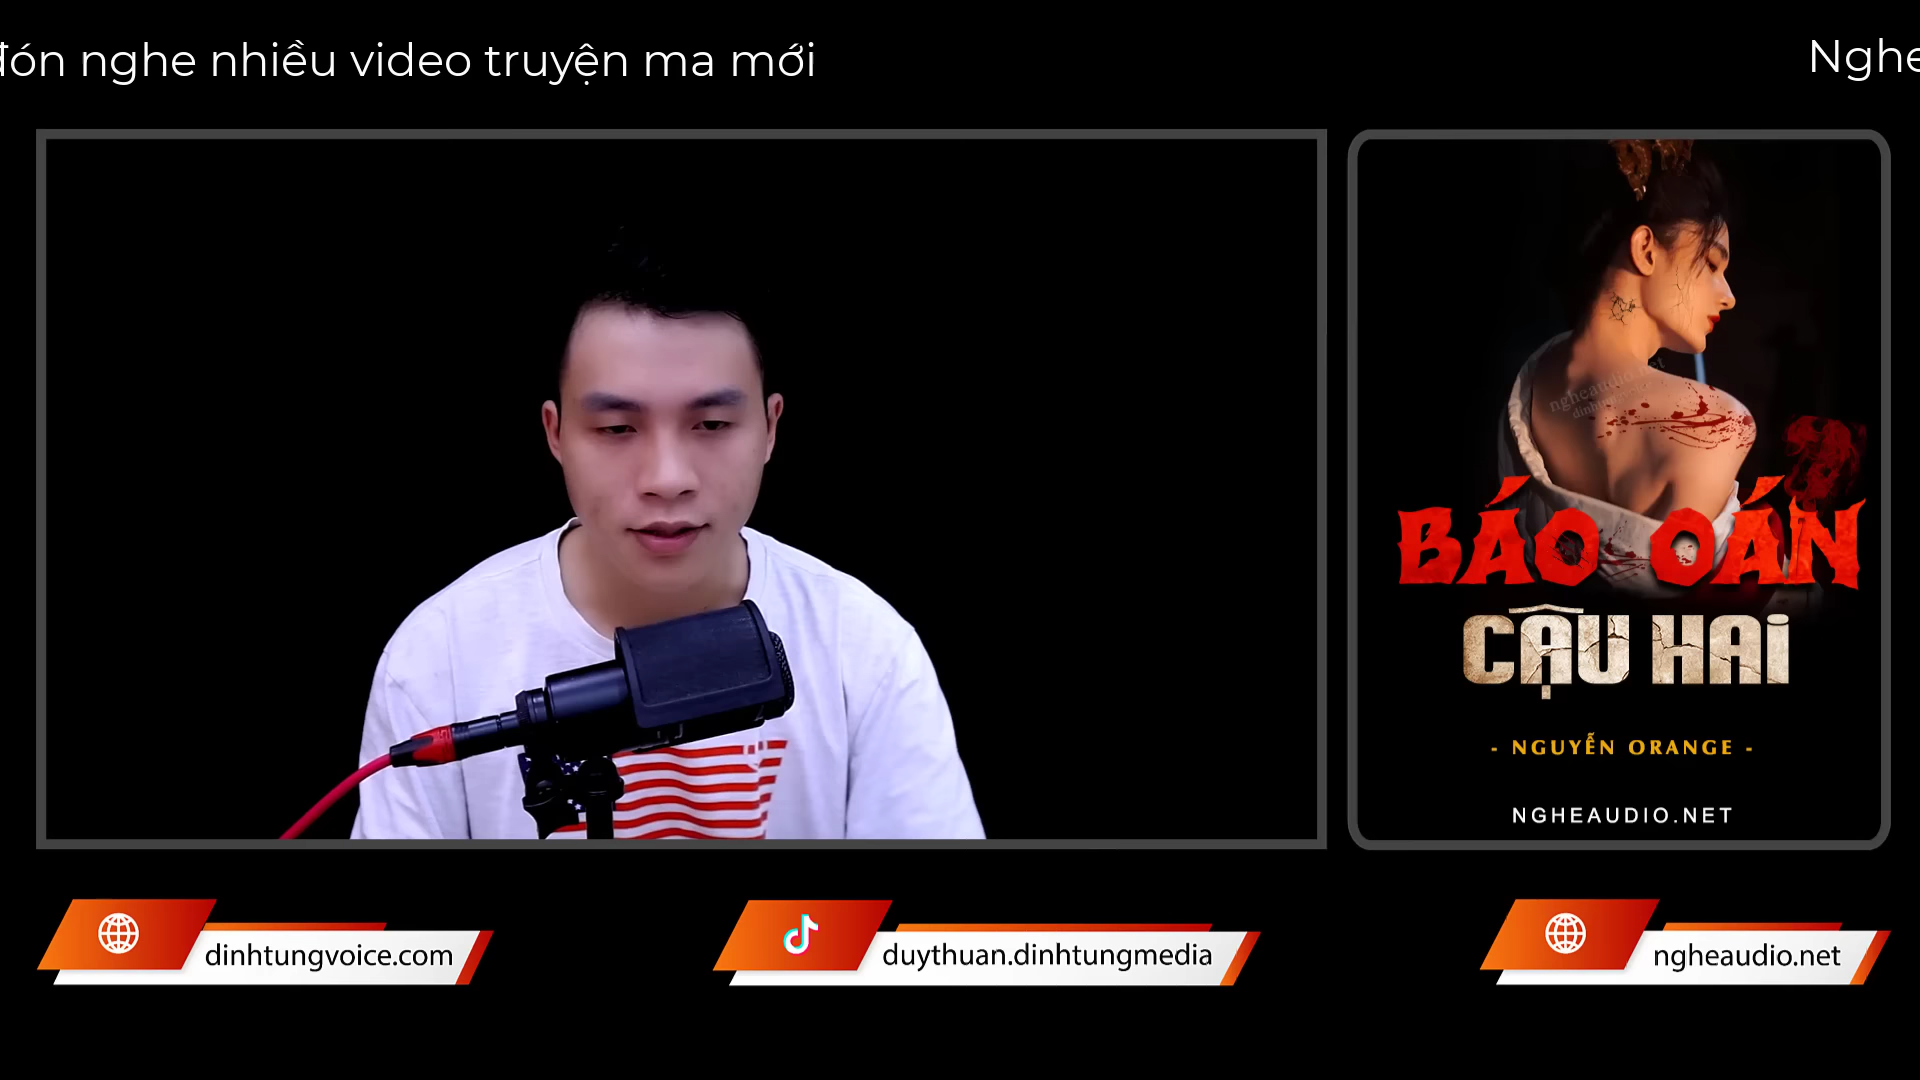 đón nghe nhiều video truyện ma mới
Nghe
BÁO OÁN
CẬU HAI
- NGUYỄN ORANGE -
NGHEAUDIO.NET
dinhtungvoice.com
duythuan.dinhtungmedia
ngheaudio.net